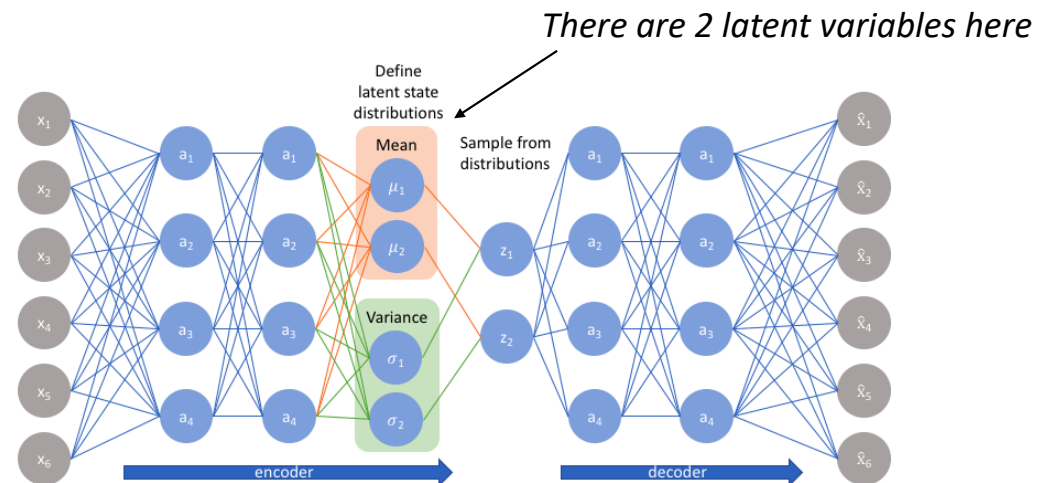 There are 2 latent variables here
Define
latent state
distributions
Mean
Sample from
distributions
Variance
x₁
x₂
x₃
x₄
x₅
x₆
a₁
a₂
a₃
a₄
a₁
a₂
a₃
a₄
μ₁
μ₂
σ₁
σ₂
z₁
z₂
a₁
a₂
a₃
a₄
a₁
a₂
a₃
a₄
x̂₁
x̂₂
x̂₃
x̂₄
x̂₅
x̂₆
encoder
decoder